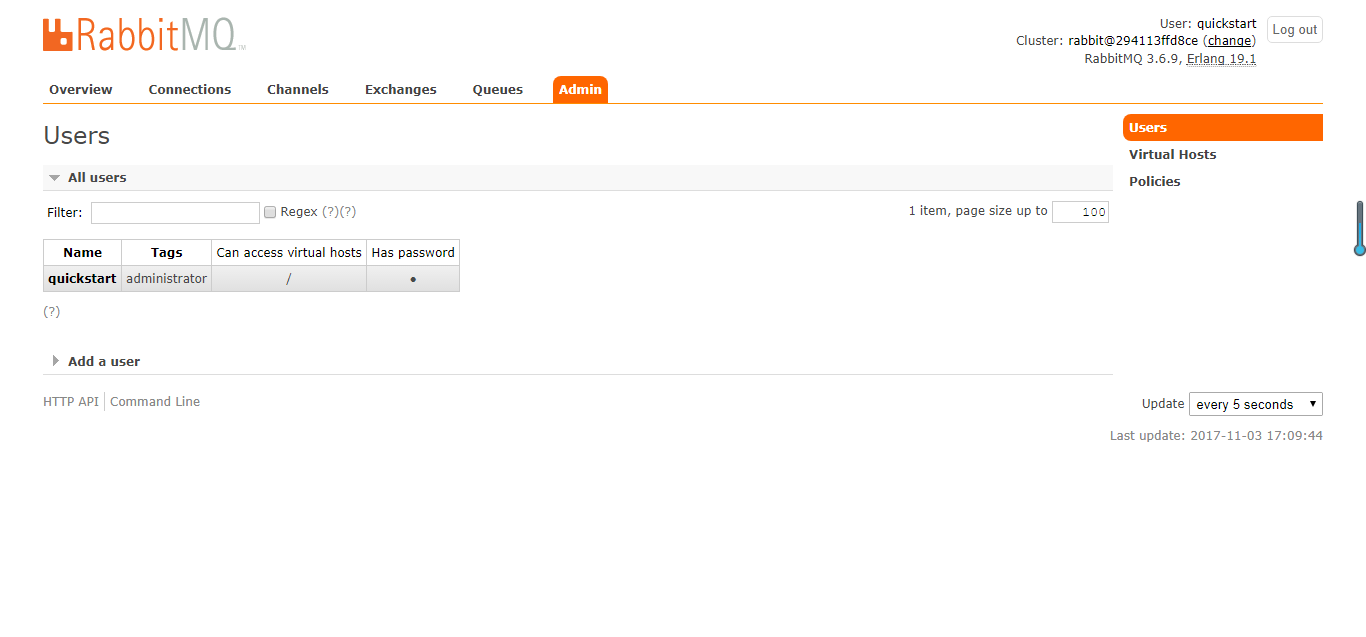 RabbitMQ™
User: quickstart
Log out
Cluster: rabbit@294113ffd8ce (change)
RabbitMQ 3.6.9, Erlang 19.1
Overview Connections Channels Exchanges Queues Admin
Users
Users
Virtual Hosts
Policies
All users
Filter: Regex (?)(?) 1 item, page size up to 100
Name Tags Can access virtual hosts Has password
quickstart administrator / •
(?)
Add a user
HTTP API Command Line
Update every 5 seconds
Last update: 2017-11-03 17:09:44